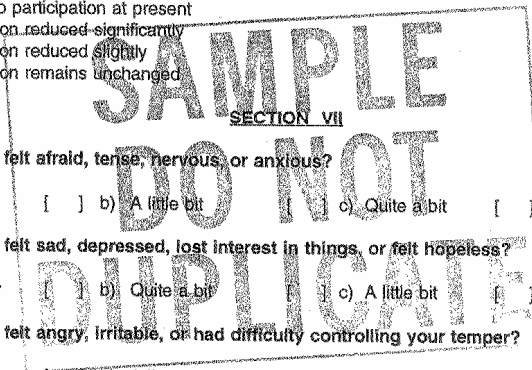 o participation at present
on reduced significantly
on reduced slightly
on remains unchanged
SAMPLE
SECTION VII
felt afraid, tense, nervous, or anxious?
DO NOT
[ ] b) A little bit [ ] c) Quite a bit [ ]
felt sad, depressed, lost interest in things, or felt hopeless?
DUPLICATE
[ ] b) Quite a bit [ ] c) A little bit [ ]
felt angry, irritable, or had difficulty controlling your temper?